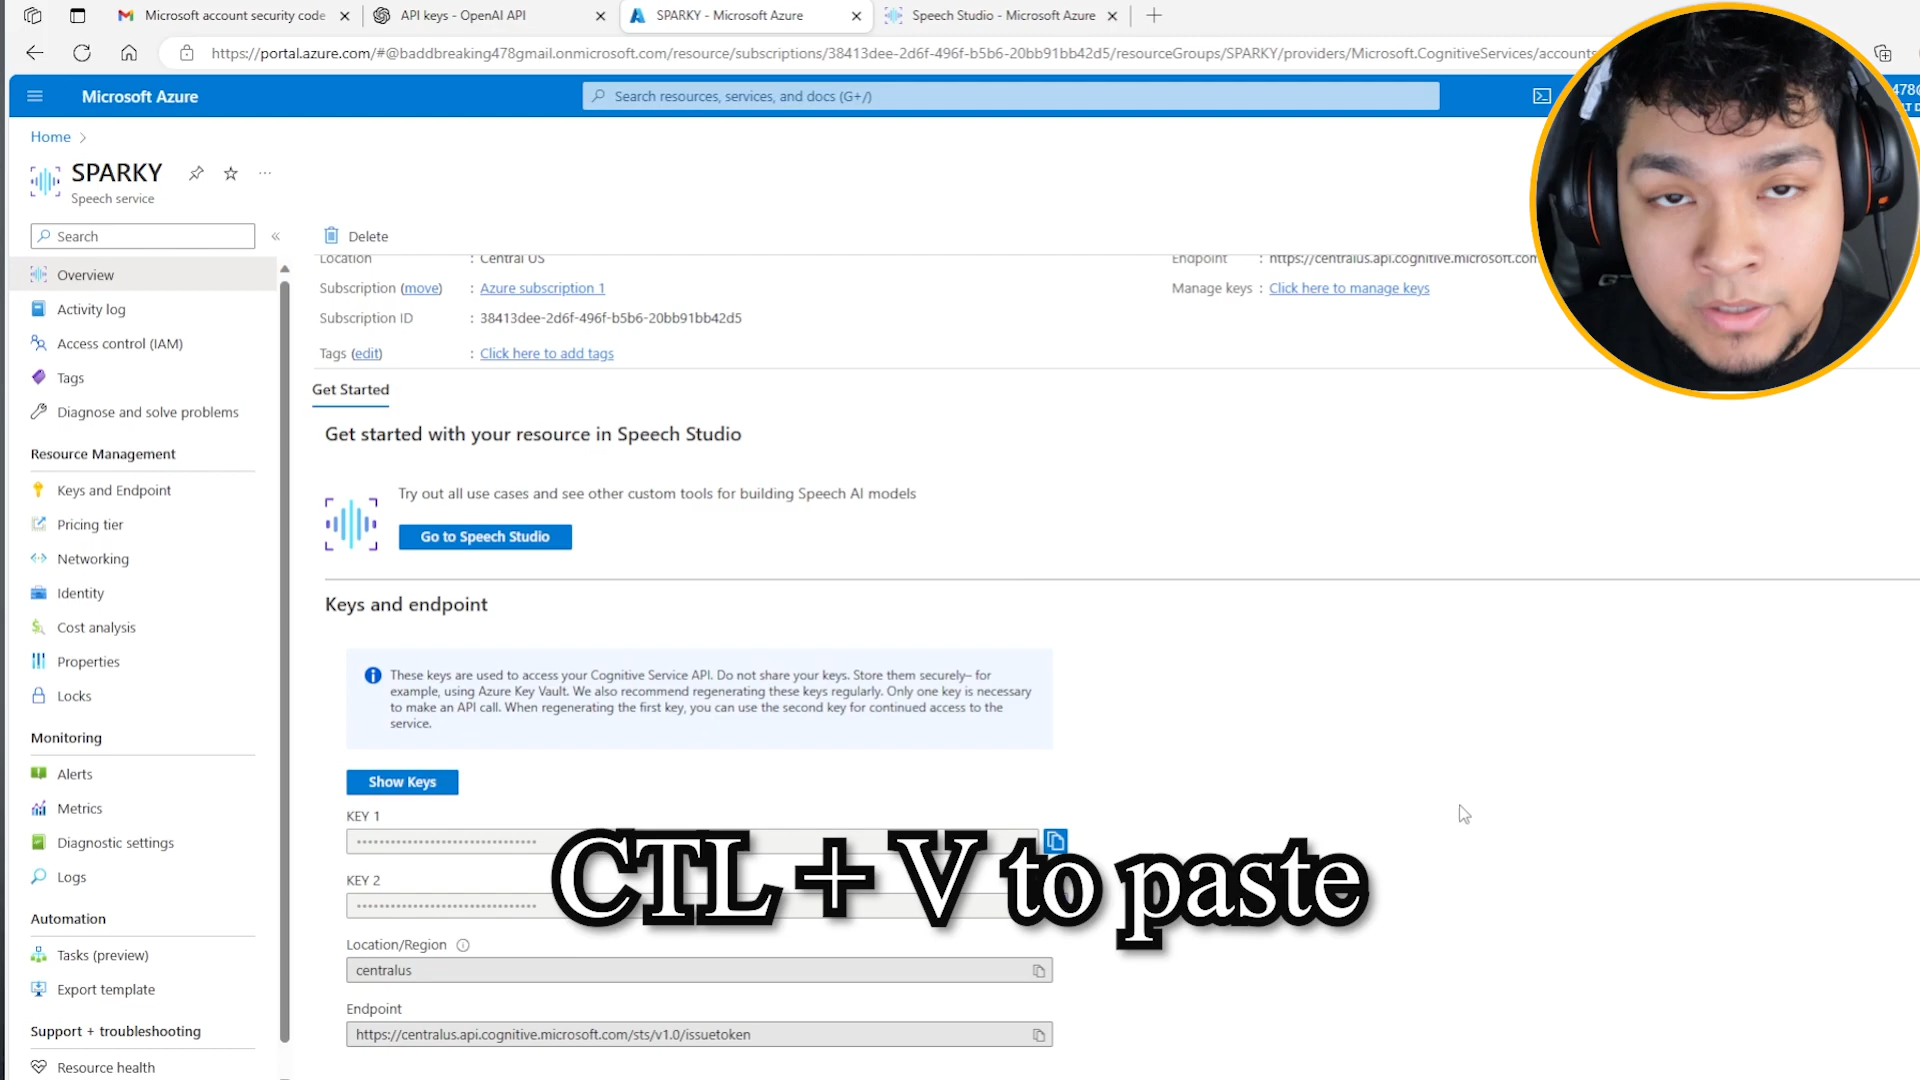 Microsoft account security code
API keys - OpenAI API
SPARKY - Microsoft Azure
Speech Studio - Microsoft Azure
https://portal.azure.com/#@baddbreaking478gmail.onmicrosoft.com/resource/subscriptions/38413dee-2d6f-496f-b5b6-20bb91bb42d5/resourceGroups/SPARKY/providers/Microsoft.CognitiveServices/accounts
Microsoft Azure
Search resources, services, and docs (G+/)
478@
Home
SPARKY
Speech service
Search
Delete
Overview
Activity log
Access control (IAM)
Tags
Diagnose and solve problems
Resource Management
Keys and Endpoint
Pricing tier
Networking
Identity
Cost analysis
Properties
Locks
Monitoring
Alerts
Metrics
Diagnostic settings
Logs
Automation
Tasks (preview)
Export template
Support + troubleshooting
Resource health
Location : Central US
Subscription (move) : Azure subscription 1
Subscription ID : 38413dee-2d6f-496f-b5b6-20bb91bb42d5
Tags (edit) : Click here to add tags
Endpoint : https://centralus.api.cognitive.microsoft.com
Manage keys : Click here to manage keys
Get Started
Get started with your resource in Speech Studio
Try out all use cases and see other custom tools for building Speech AI models
Go to Speech Studio
Keys and endpoint
These keys are used to access your Cognitive Service API. Do not share your keys. Store them securely– for
example, using Azure Key Vault. We also recommend regenerating these keys regularly. Only one key is necessary
to make an API call. When regenerating the first key, you can use the second key for continued access to the
service.
Show Keys
KEY 1
KEY 2
CTL + V to paste
Location/Region
centralus
Endpoint
https://centralus.api.cognitive.microsoft.com/sts/v1.0/issuetoken